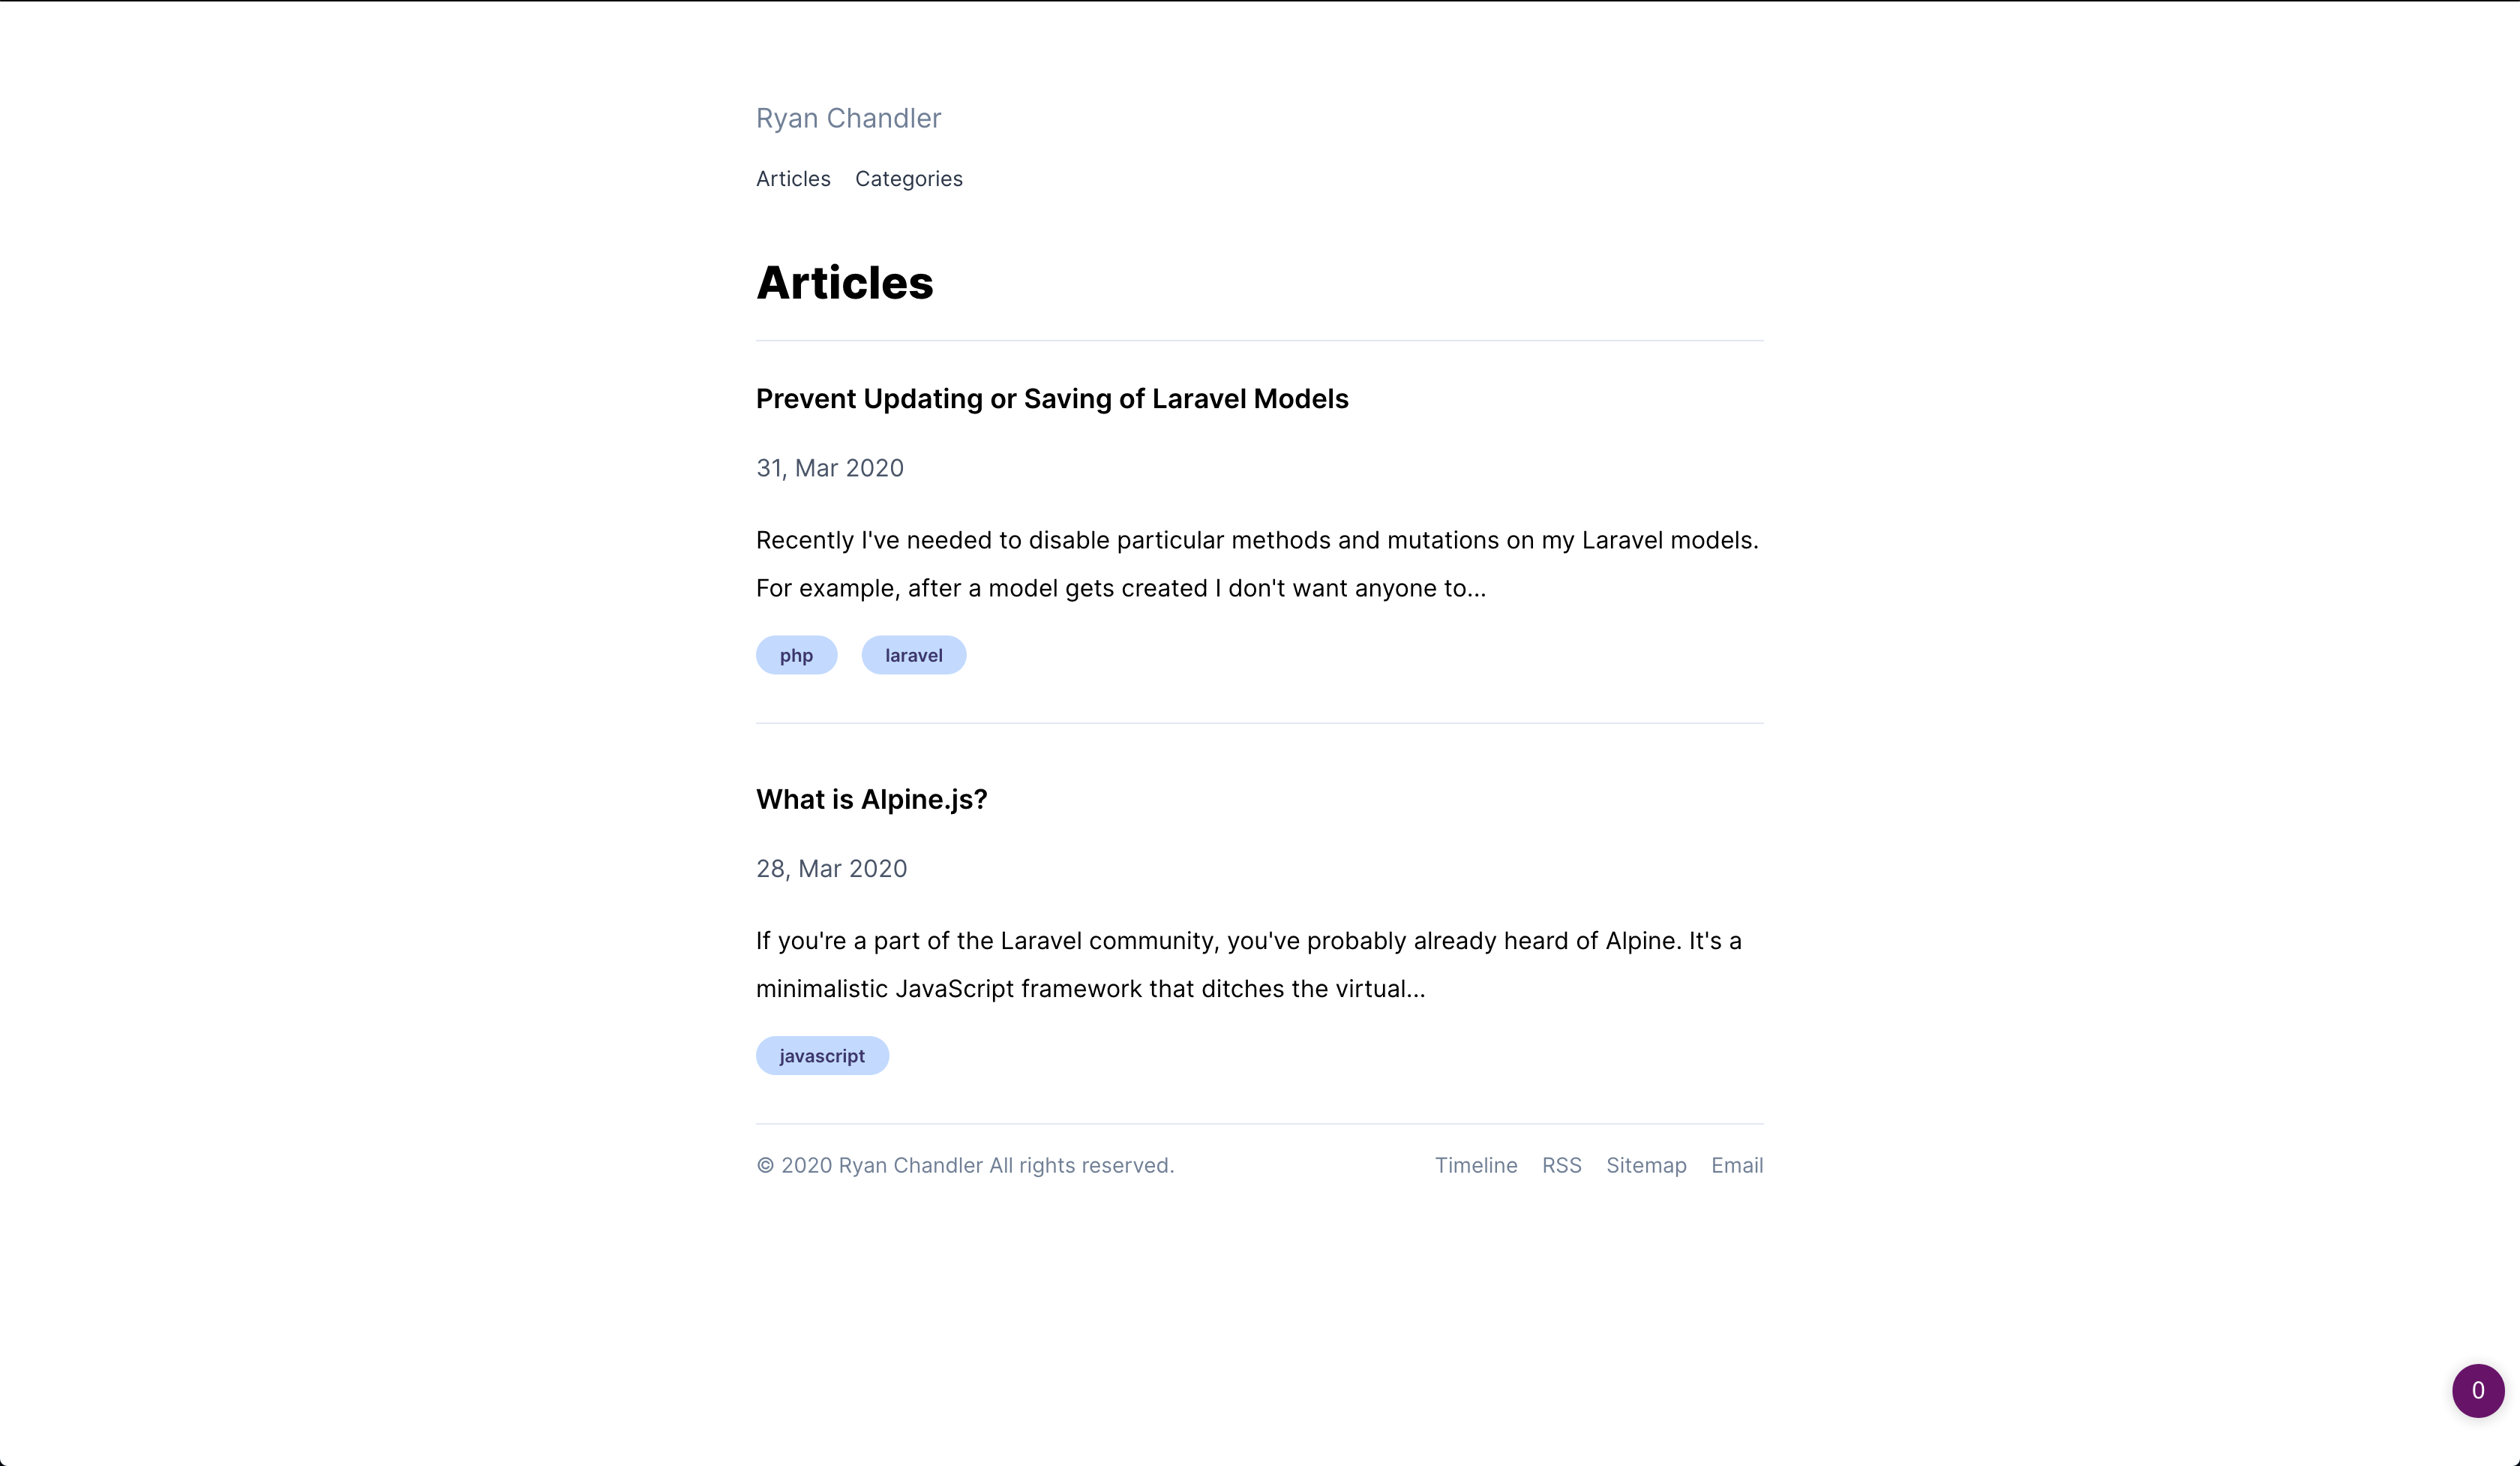 Ryan Chandler
Articles Categories
Articles
Prevent Updating or Saving of Laravel Models
31, Mar 2020
Recently I've needed to disable particular methods and mutations on my Laravel models.
For example, after a model gets created I don't want anyone to...
php laravel
What is Alpine.js?
28, Mar 2020
If you're a part of the Laravel community, you've probably already heard of Alpine. It's a
minimalistic JavaScript framework that ditches the virtual...
javascript
© 2020 Ryan Chandler All rights reserved. Timeline RSS Sitemap Email
0